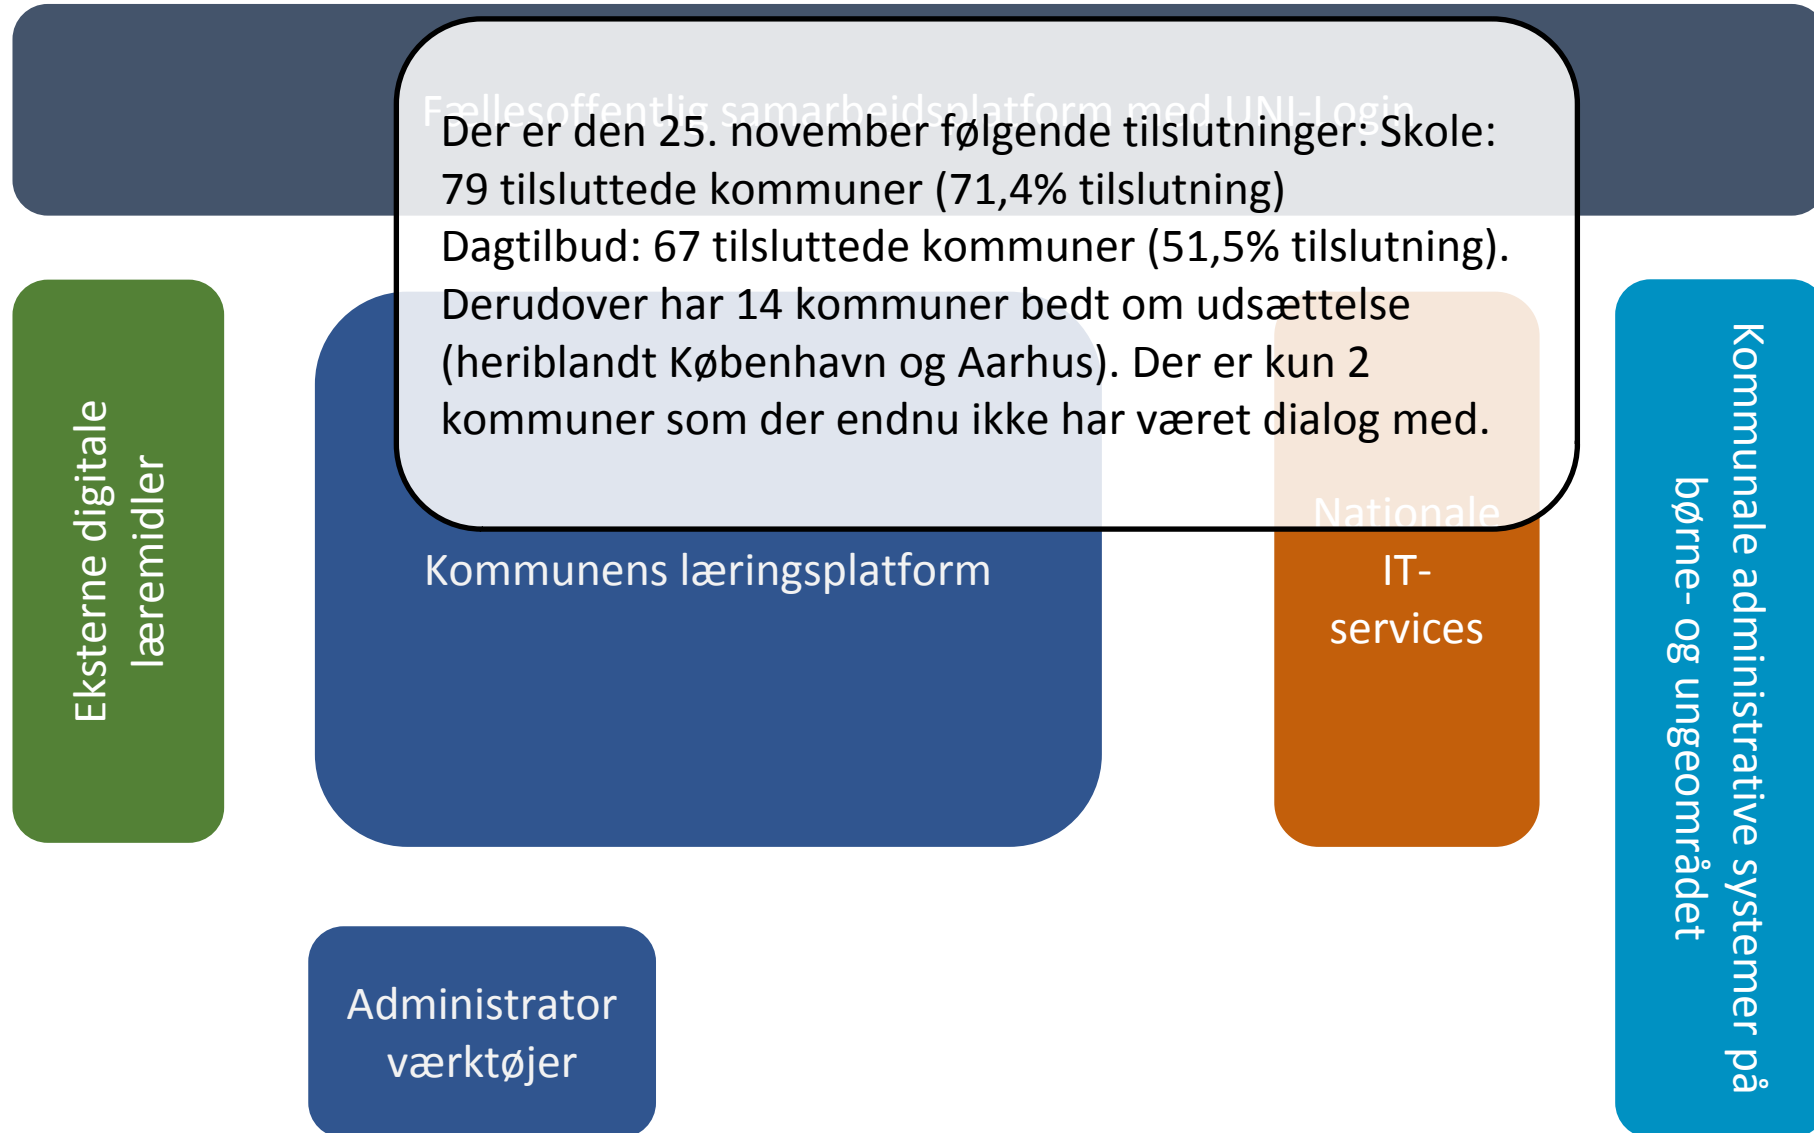 Fællesoffentlig samarbejdsplatform med UNI-Login
Der er den 25. november følgende tilslutninger: Skole:
79 tilsluttede kommuner (71,4% tilslutning)
Dagtilbud: 67 tilsluttede kommuner (51,5% tilslutning).
Derudover har 14 kommuner bedt om udsættelse
(heriblandt København og Aarhus). Der er kun 2
kommuner som der endnu ikke har været dialog med.
Eksterne digitale
læremidler
Kommunens læringsplatform
Nationale
IT-
services
Kommunale administrative systemer på
børne- og ungeområdet
Administrator
værktøjer